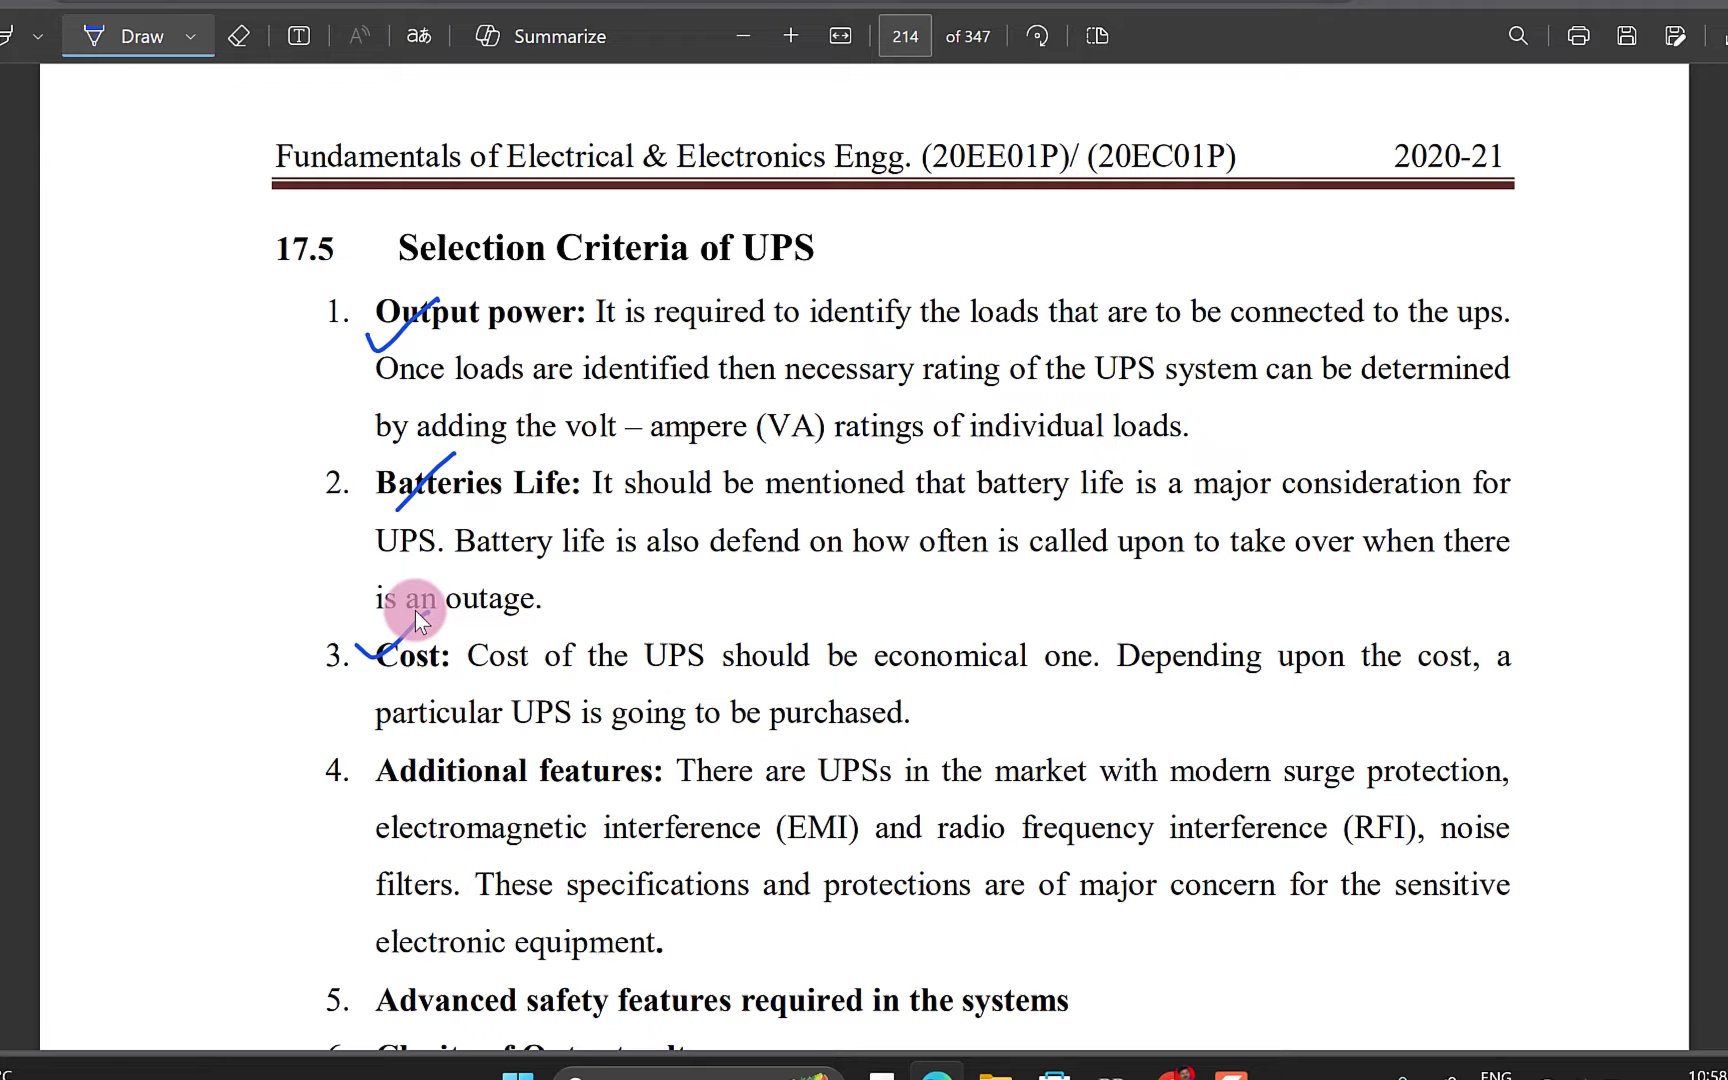 Draw
aあ
Summarize
214 of 347
Fundamentals of Electrical & Electronics Engg. (20EE01P)/ (20EC01P) 2020-21
17.5 Selection Criteria of UPS
1. Output power: It is required to identify the loads that are to be connected to the ups.
Once loads are identified then necessary rating of the UPS system can be determined
by adding the volt – ampere (VA) ratings of individual loads.
2. Batteries Life: It should be mentioned that battery life is a major consideration for
UPS. Battery life is also defend on how often is called upon to take over when there
is an outage.
3. Cost: Cost of the UPS should be economical one. Depending upon the cost, a
particular UPS is going to be purchased.
4. Additional features: There are UPSs in the market with modern surge protection,
electromagnetic interference (EMI) and radio frequency interference (RFI), noise
filters. These specifications and protections are of major concern for the sensitive
electronic equipment.
5. Advanced safety features required in the systems
ENG
10:58